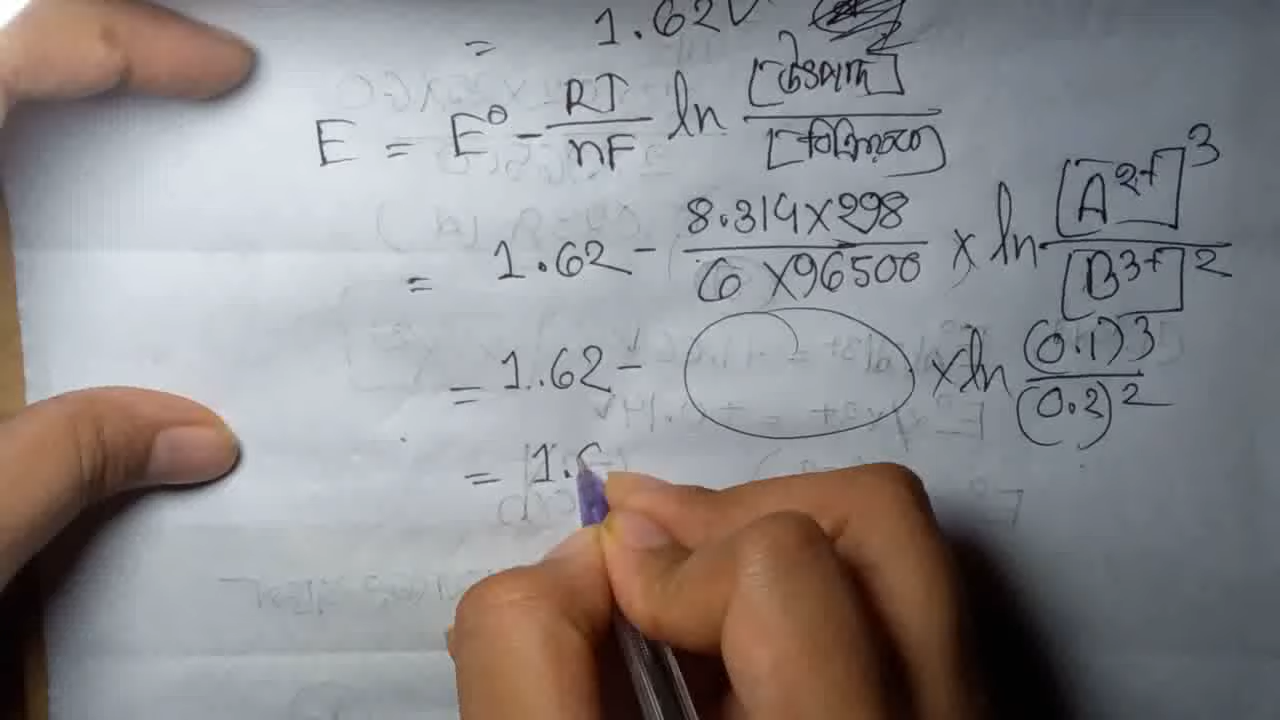 = 1.62V
E = E⁰ - RT/nF ln [উৎপাদ]/[বিক্রিয়ক]
= 1.62 - 8.314×298/6×96500 × ln [A²⁺]³/[B³⁺]²
= 1.62 - ×ln (0.1)³/(0.2)²
= 1.6